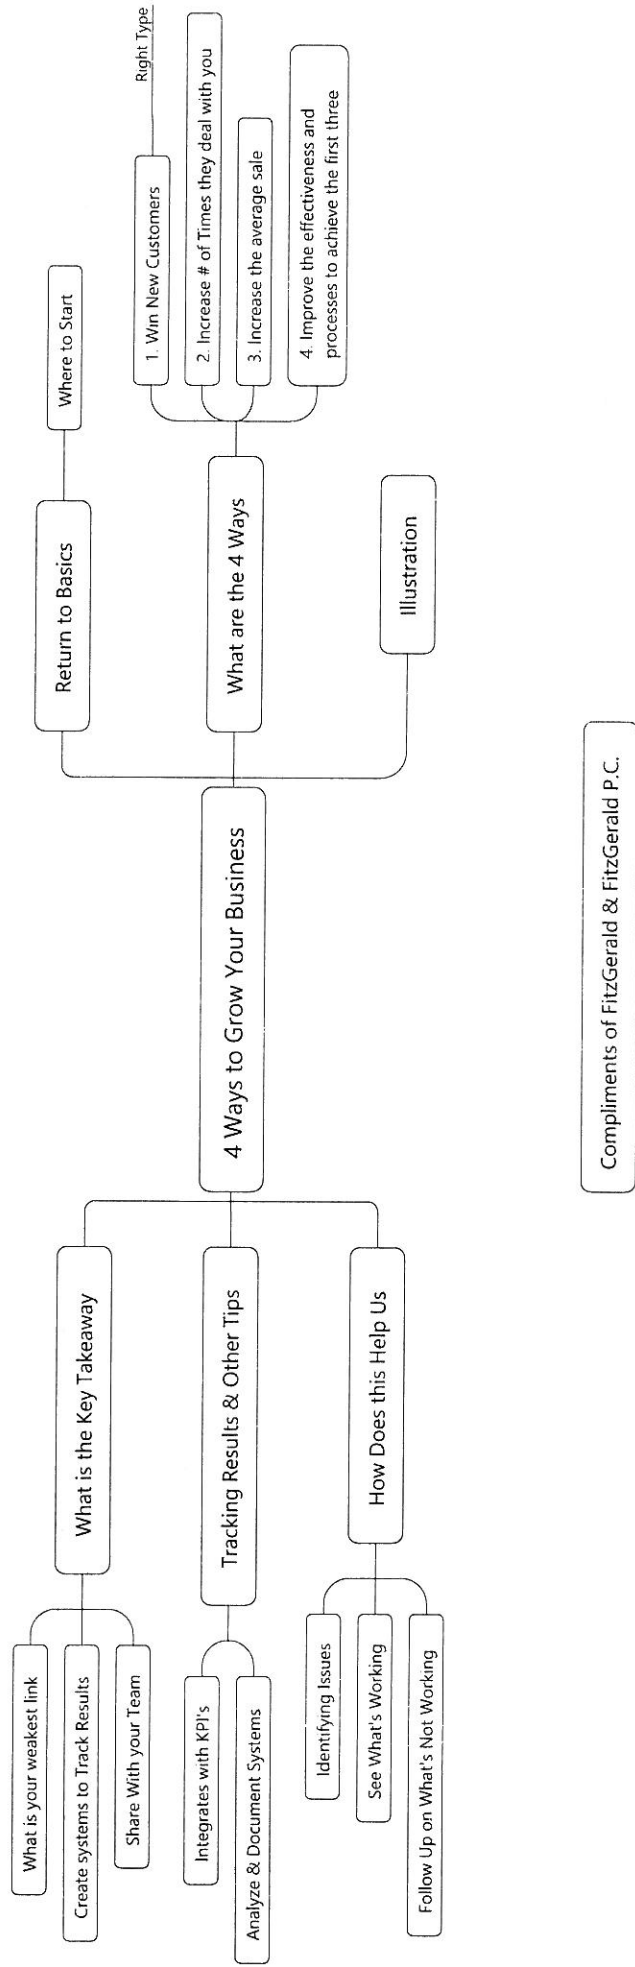 4 Ways to Grow Your Business
Return to Basics
Where to Start
What are the 4 Ways
1. Win New Customers
Right Type
2. Increase # of Times they deal with you
3. Increase the average sale
4. Improve the effectiveness and
processes to achieve the first three
Illustration
What is the Key Takeaway
What is your weakest link
Create systems to Track Results
Share With your Team
Tracking Results & Other Tips
Integrates with KPI's
Analyze & Document Systems
How Does this Help Us
Identifying Issues
See What's Working
Follow Up on What's Not Working
Compliments of FitzGerald & FitzGerald P.C.